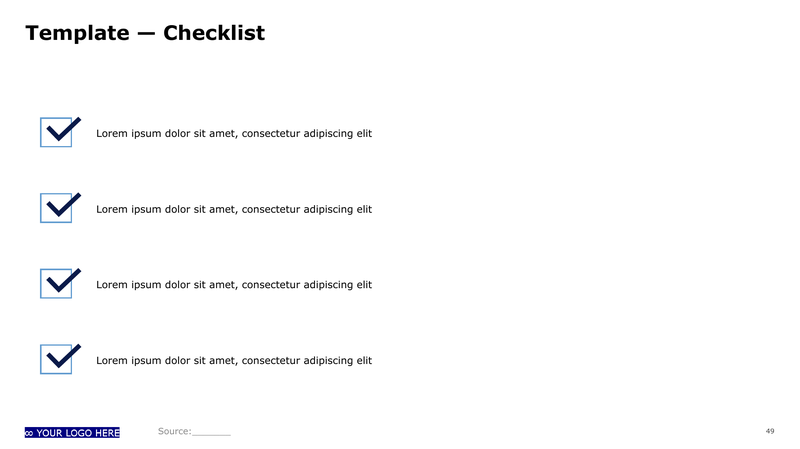 Template — Checklist
Lorem ipsum dolor sit amet, consectetur adipiscing elit
Lorem ipsum dolor sit amet, consectetur adipiscing elit
Lorem ipsum dolor sit amet, consectetur adipiscing elit
Lorem ipsum dolor sit amet, consectetur adipiscing elit
∞ YOUR LOGO HERE
Source:_______
49